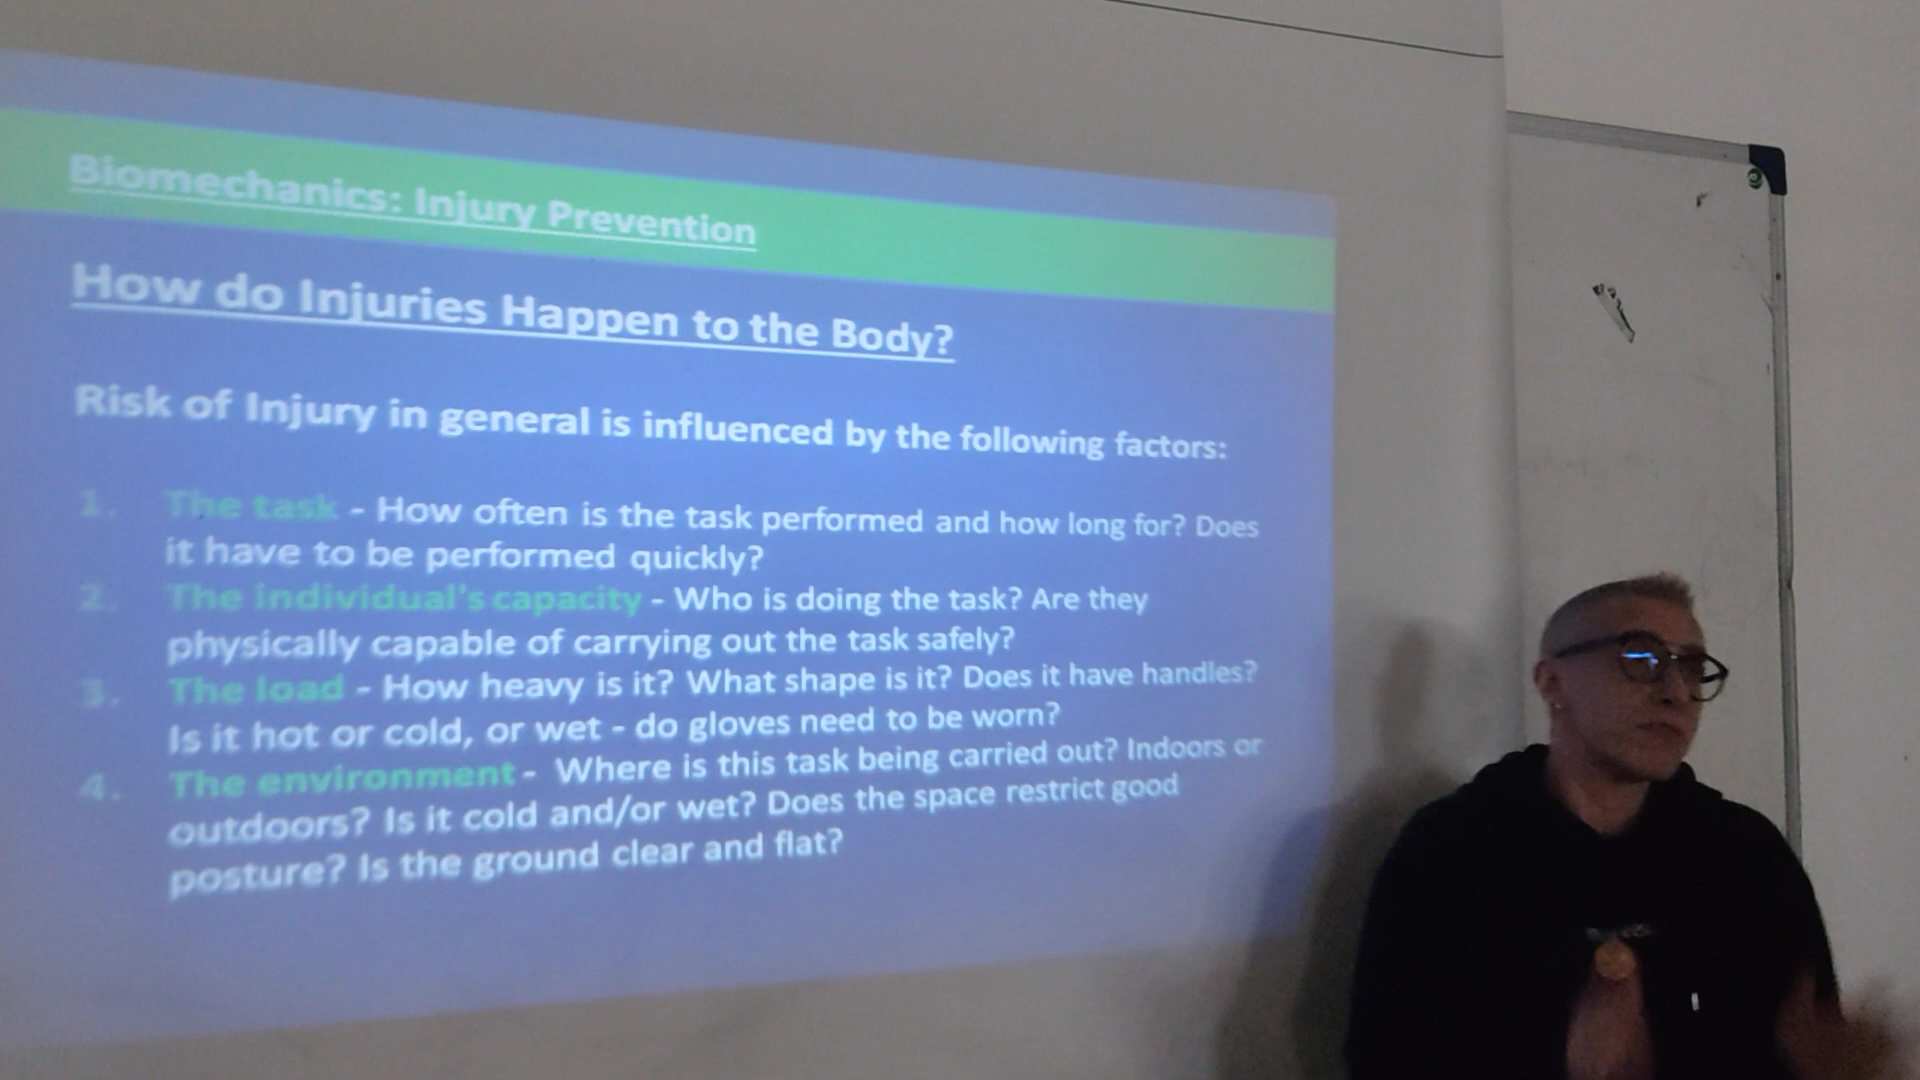 Biomechanics: Injury Prevention
How do Injuries Happen to the Body?
Risk of Injury in general is influenced by the following factors:
1. The task - How often is the task performed and how long for? Does
it have to be performed quickly?
2. The individual's capacity - Who is doing the task? Are they
physically capable of carrying out the task safely?
3. The load - How heavy is it? What shape is it? Does it have handles?
Is it hot or cold, or wet - do gloves need to be worn?
4. The environment - Where is this task being carried out? Indoors or
outdoors? Is it cold and/or wet? Does the space restrict good
posture? Is the ground clear and flat?